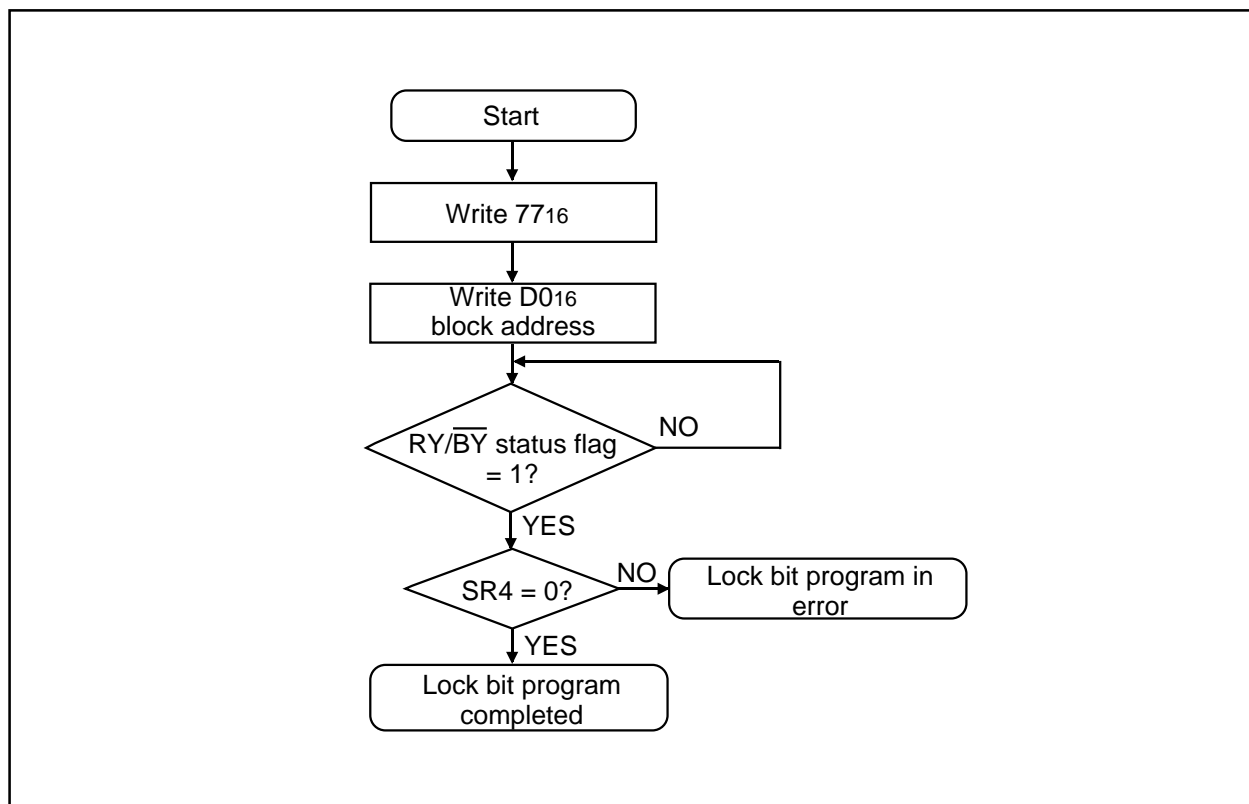 Start
Write 7716
Write D016
block address
NO
RY/BY status flag
= 1?
YES
SR4 = 0?
NO
Lock bit program in
error
YES
Lock bit program
completed